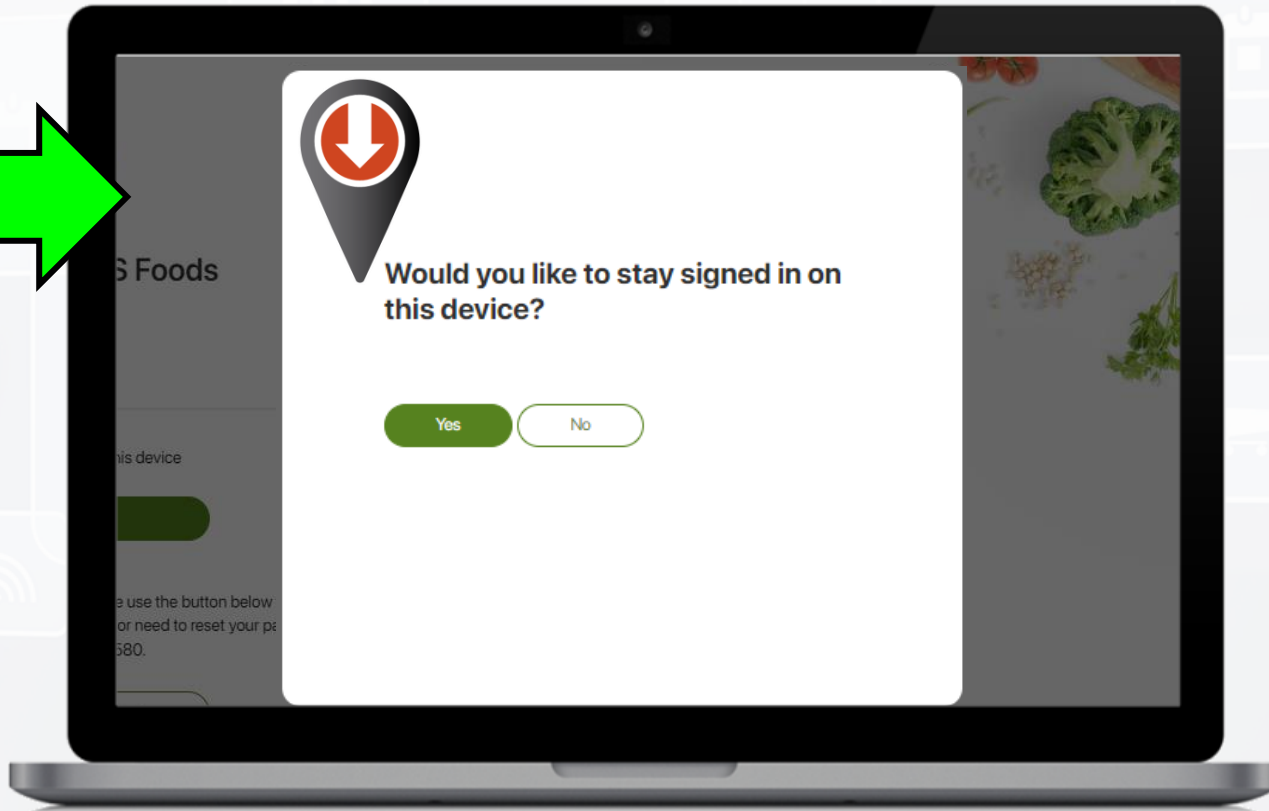 S Foods
Would you like to stay signed in on
this device?
Yes
No
his device
e use the button below
or need to reset your pa
580.